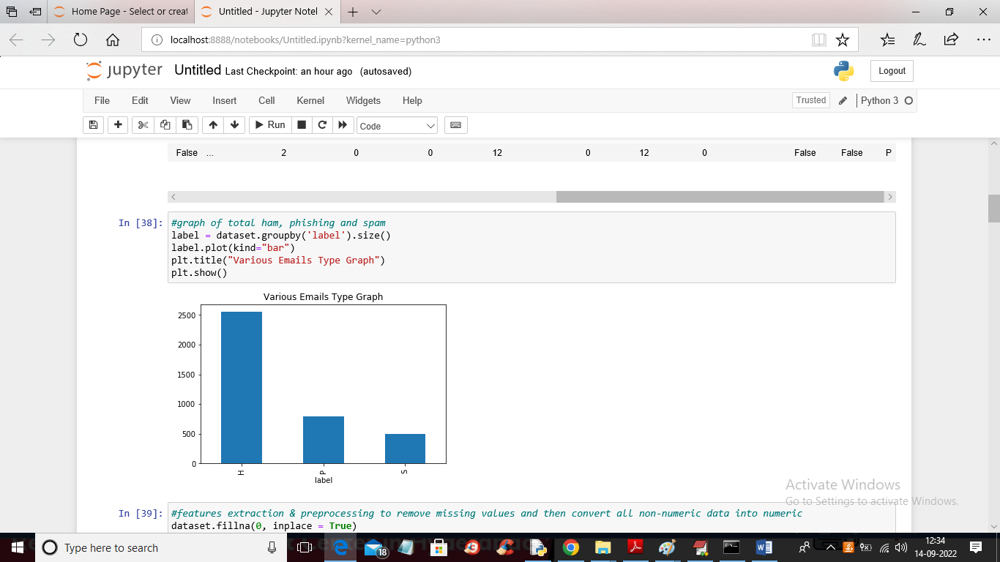 Home Page - Select or creat
Untitled - Jupyter Notel
localhost:8888/notebooks/Untitled.ipynb?kernel_name=python3
jupyter Untitled Last Checkpoint: an hour ago (autosaved)
Logout
File Edit View Insert Cell Kernel Widgets Help
Trusted Python 3
Run Code
False ... 2 0 0 12 0 12 0 False False P
In [38]: #graph of total ham, phishing and spam
label = dataset.groupby('label').size()
label.plot(kind="bar")
plt.title("Various Emails Type Graph")
plt.show()
Various Emails Type Graph
2500
2000
1500
1000
500
0
H P S
label
Activate Windows
Go to Settings to activate Windows.
In [39]: #features extraction & preprocessing to remove missing values and then convert all non-numeric data into numeric
dataset.fillna(0, inplace = True)
Type here to search
18
12:34
14-09-2022